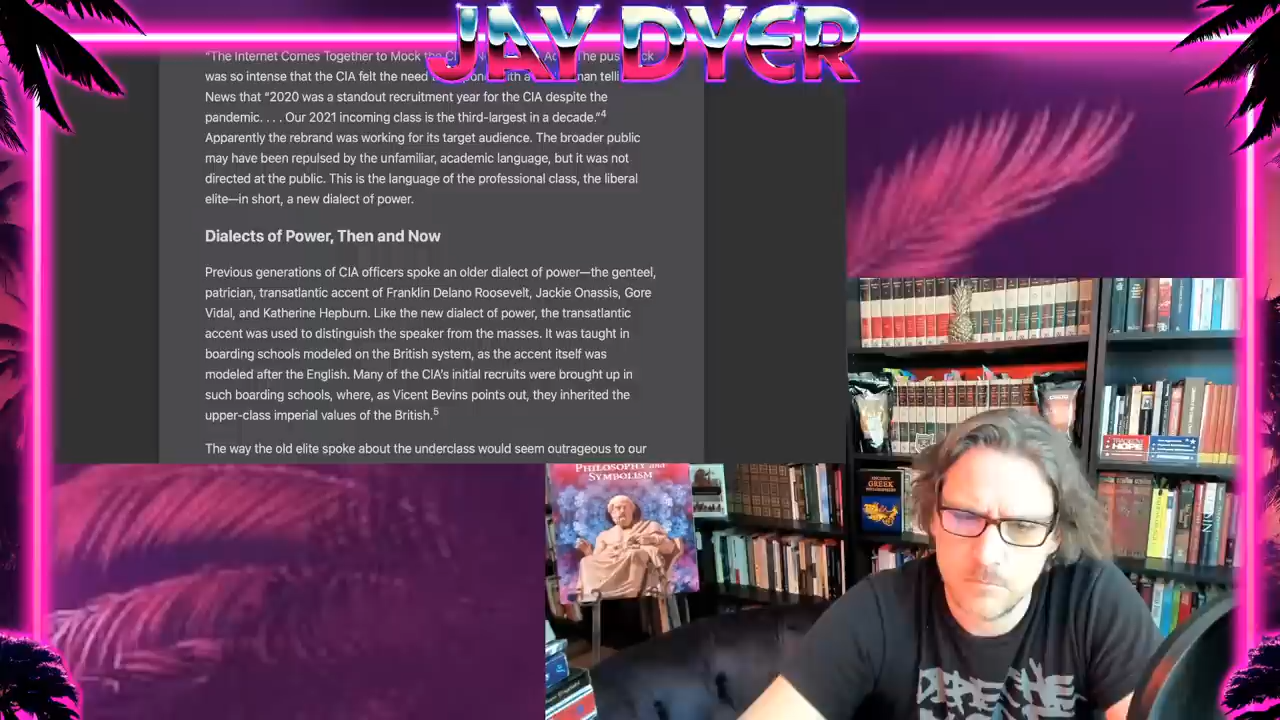 JAY DYER
"The Internet Comes Together to Mock the
was so intense that the CIA felt the need
News that "2020 was a standout recruitment year for the CIA despite the
pandemic. . . . Our 2021 incoming class is the third-largest in a decade."4
Apparently the rebrand was working for its target audience. The broader public
may have been repulsed by the unfamiliar, academic language, but it was not
directed at the public. This is the language of the professional class, the liberal
elite—in short, a new dialect of power.
Dialects of Power, Then and Now
Previous generations of CIA officers spoke an older dialect of power—the genteel,
patrician, transatlantic accent of Franklin Delano Roosevelt, Jackie Onassis, Gore
Vidal, and Katherine Hepburn. Like the new dialect of power, the transatlantic
accent was used to distinguish the speaker from the masses. It was taught in
boarding schools modeled on the British system, as the accent itself was
modeled after the English. Many of the CIA's initial recruits were brought up in
such boarding schools, where, as Vicent Bevins points out, they inherited the
upper-class imperial values of the British.5
The way the old elite spoke about the underclass would seem outrageous to our
PHILOSOPHY and
SYMBOLISM
GREEK
HOPE
DEPECHE